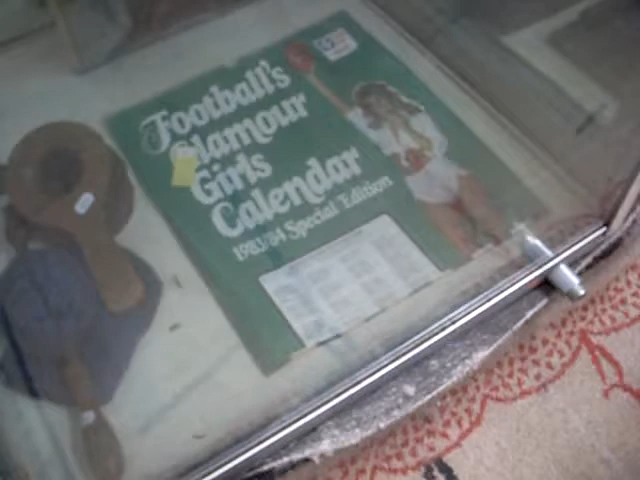 Football's
Glamour
Girls
Calendar
1983/84 Special Edition